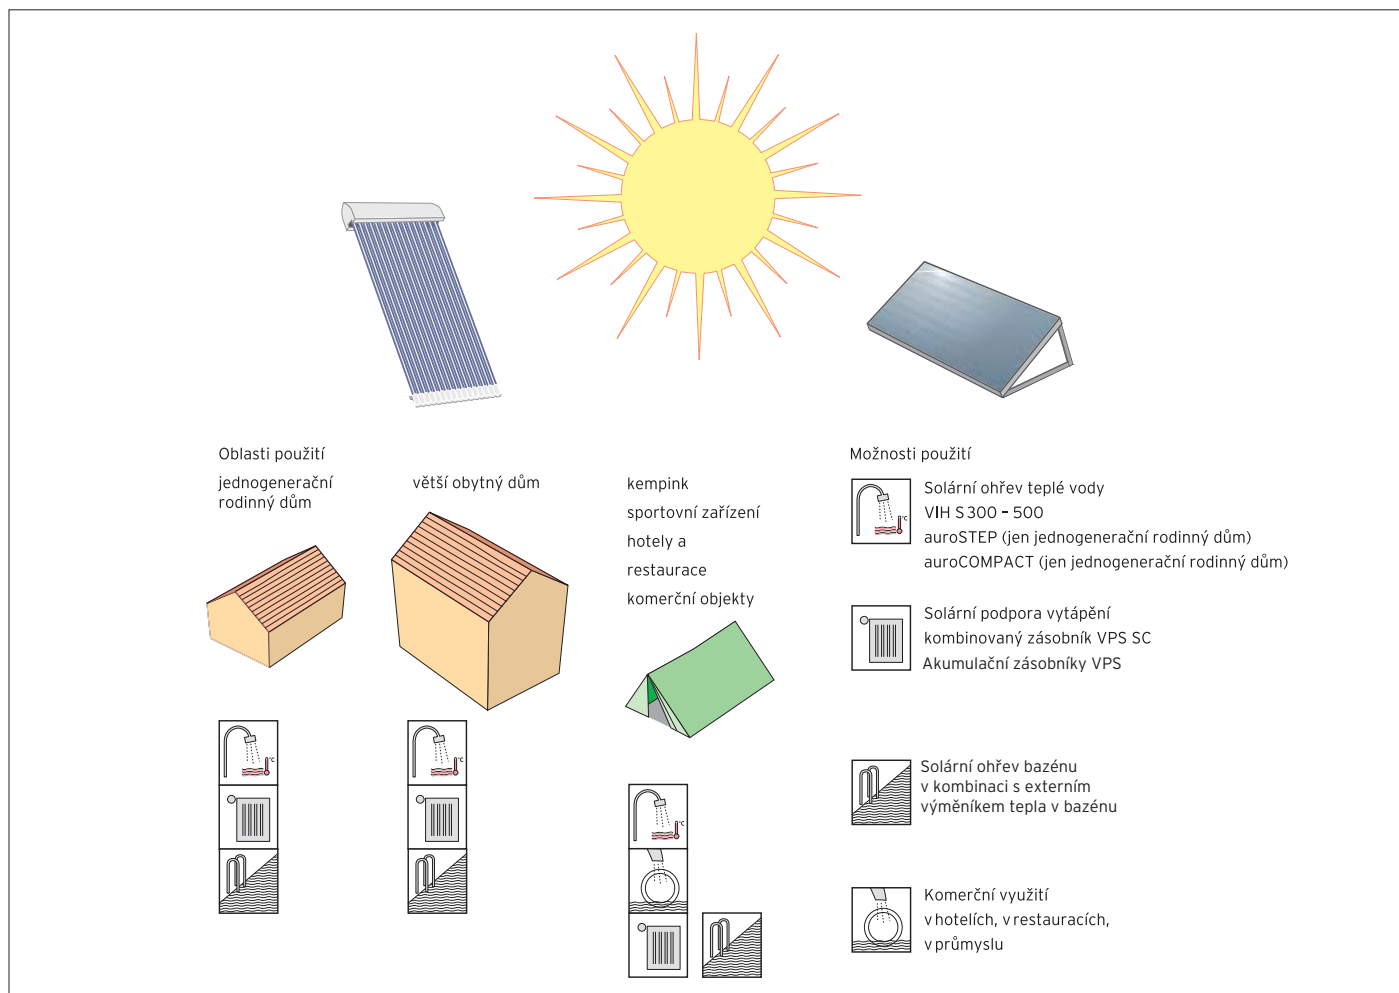 Oblasti použití
jednogenerační
rodinný dům
větší obytný dům
kempink
sportovní zařízení
hotely a
restaurace
komerční objekty
°C
°C
°C
Možnosti použití
°C
Solární ohřev teplé vody
VIH S 300 – 500
auroSTEP (jen jednogenerační rodinný dům)
auroCOMPACT (jen jednogenerační rodinný dům)
Solární podpora vytápění
kombinovaný zásobník VPS SC
Akumulační zásobníky VPS
Solární ohřev bazénu
v kombinaci s externím
výměníkem tepla v bazénu
Komerční využití
v hotelích, v restauracích,
v průmyslu